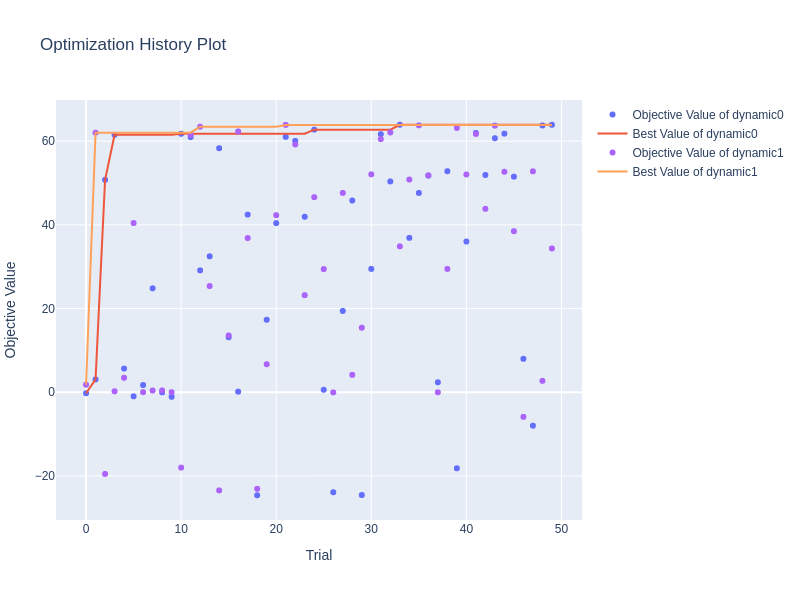 Optimization History Plot
Objective Value of dynamic0
Best Value of dynamic0
Objective Value of dynamic1
Best Value of dynamic1
60
40
20
0
−20
Objective Value
0
10
20
30
40
50
Trial